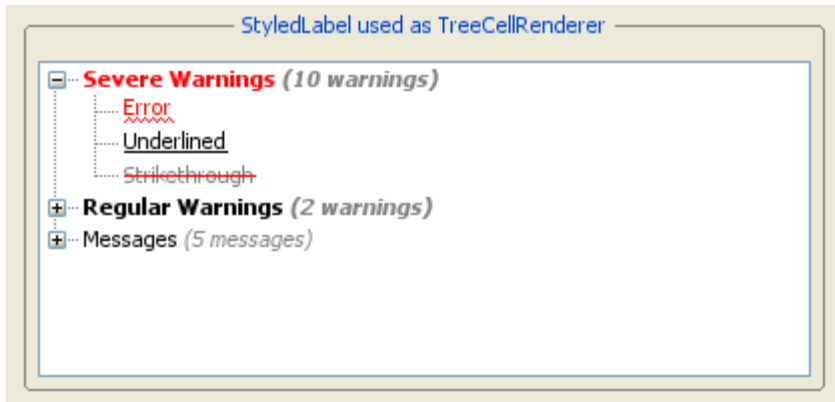 StyledLabel used as TreeCellRenderer
Severe Warnings (10 warnings)
Error
Underlined
Strikethrough
Regular Warnings (2 warnings)
Messages (5 messages)